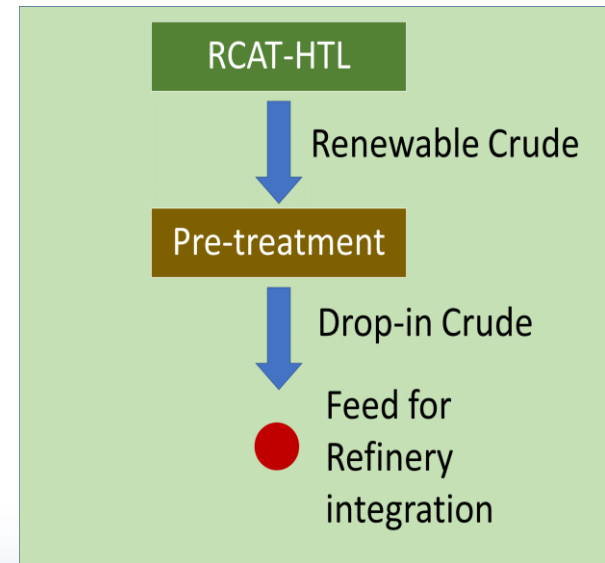 RCAT-HTL
Renewable Crude
Pre-treatment
Drop-in Crude
Feed for
Refinery
integration